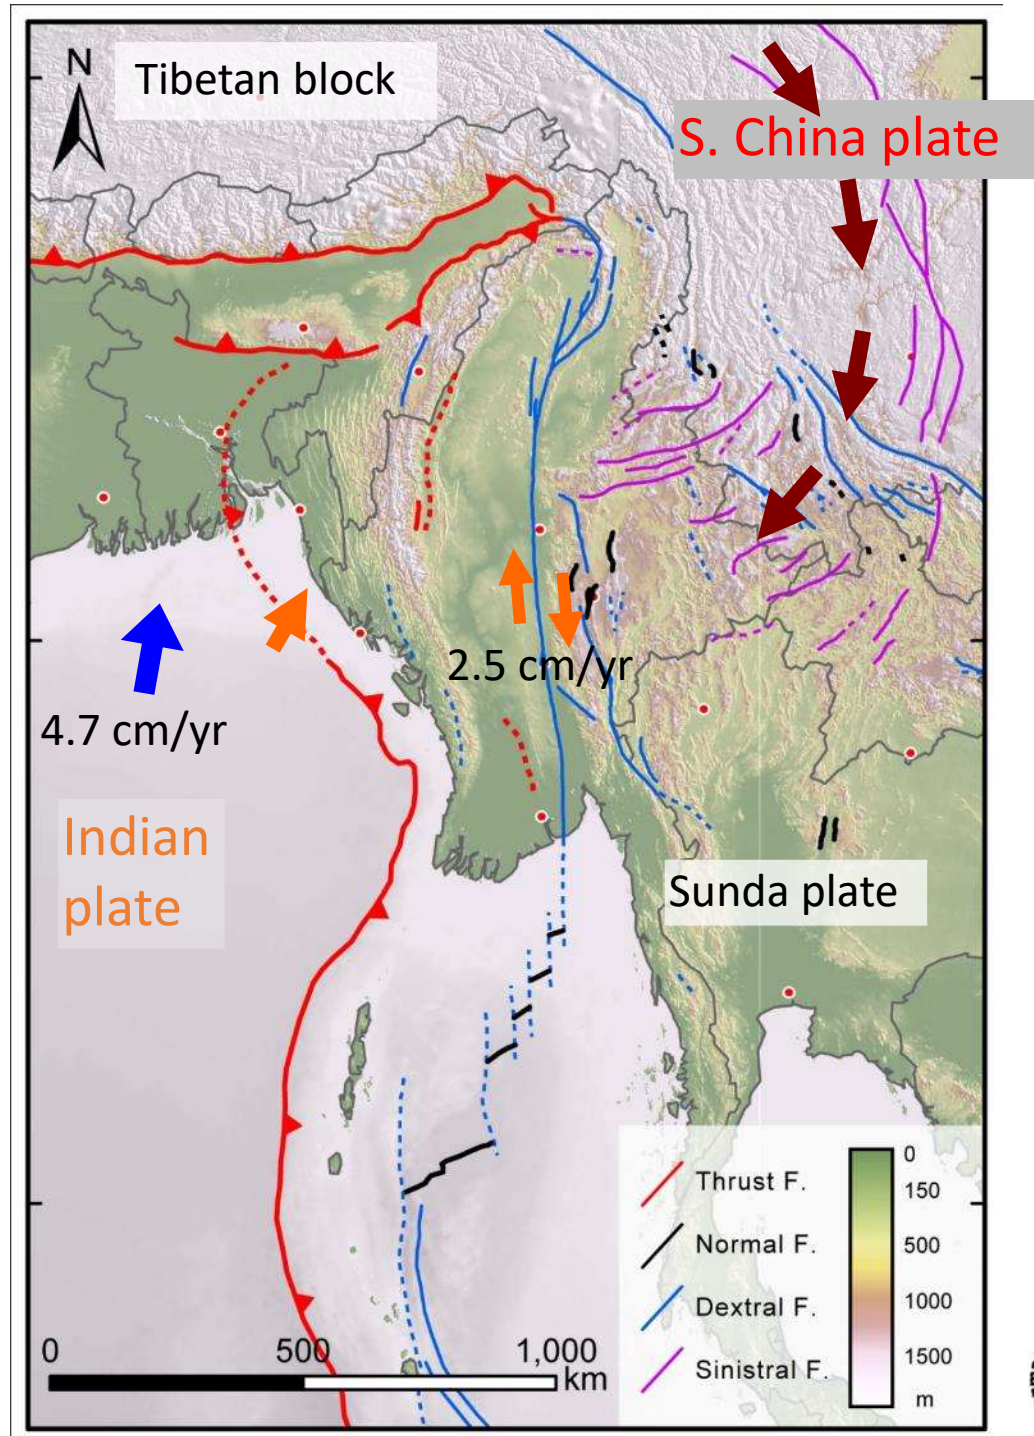 N
Tibetan block
S. China plate
2.5 cm/yr
4.7 cm/yr
Indian
plate
Sunda plate
Thrust F.
Normal F.
Dextral F.
Sinistral F.
0
150
500
1000
1500
m
0
500
1,000
km